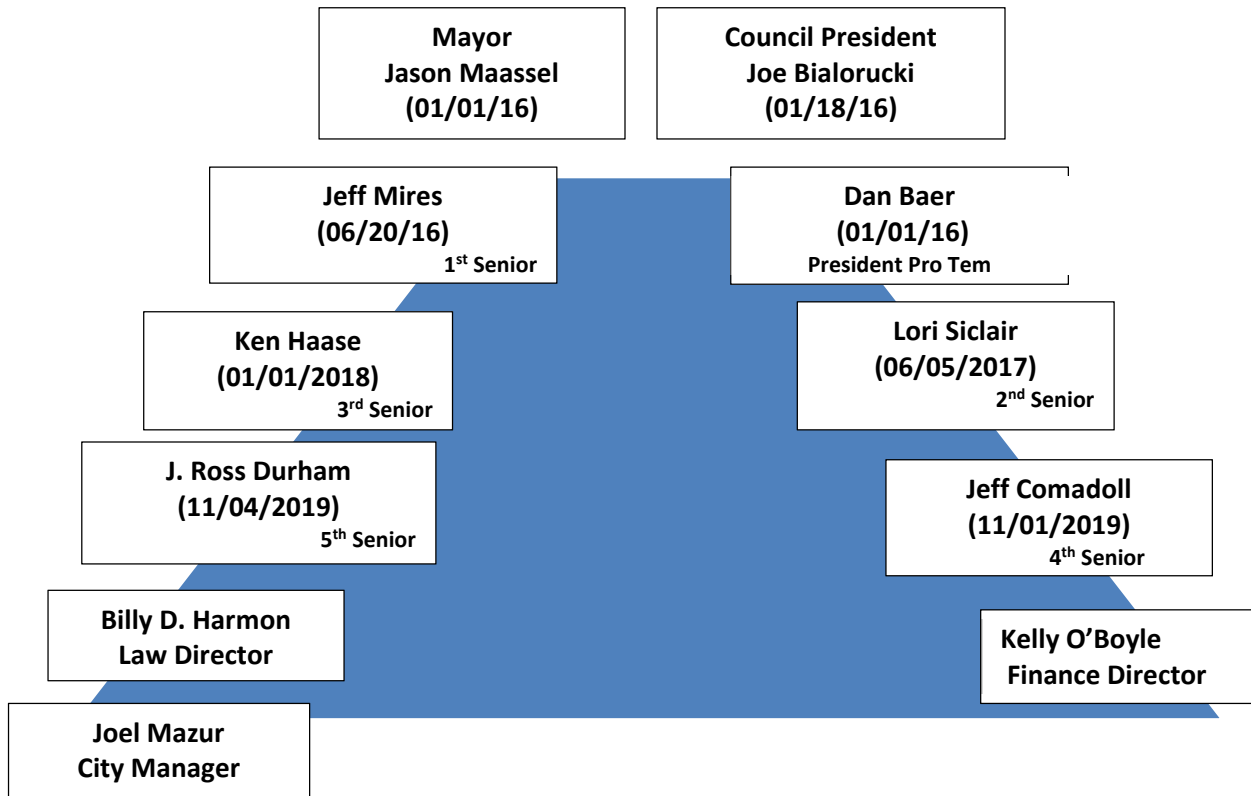 Mayor
Jason Maassel
(01/01/16)
Council President
Joe Bialorucki
(01/18/16)
Jeff Mires
(06/20/16)
1st Senior
Dan Baer
(01/01/16)
President Pro Tem
Ken Haase
(01/01/2018)
3rd Senior
Lori Siclair
(06/05/2017)
2nd Senior
J. Ross Durham
(11/04/2019)
5th Senior
Jeff Comadoll
(11/01/2019)
4th Senior
Billy D. Harmon
Law Director
Kelly O’Boyle
Finance Director
Joel Mazur
City Manager